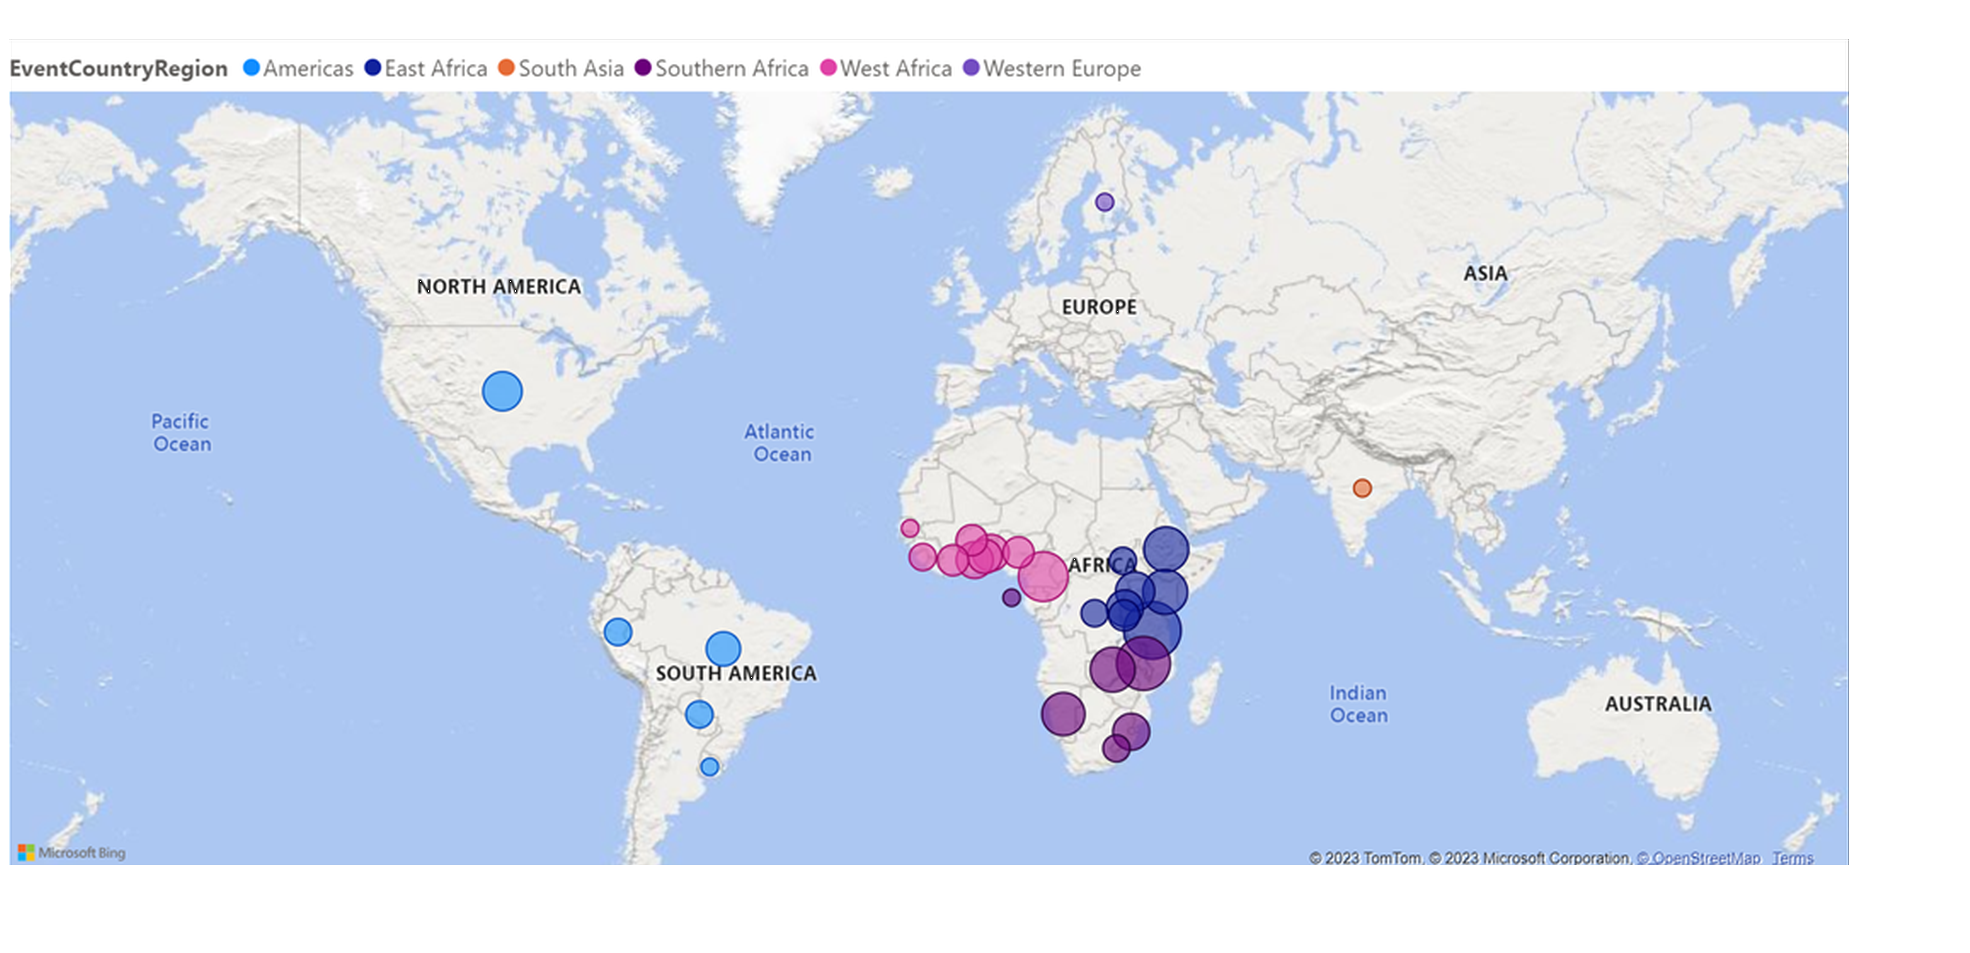 EventCountryRegion Americas East Africa South Asia Southern Africa West Africa Western Europe
NORTH AMERICA
EUROPE
ASIA
Pacific
Ocean
Atlantic
Ocean
AFRICA
SOUTH AMERICA
Indian
Ocean
AUSTRALIA
Microsoft Bing
© 2023 TomTom, © 2023 Microsoft Corporation, © OpenStreetMap Terms